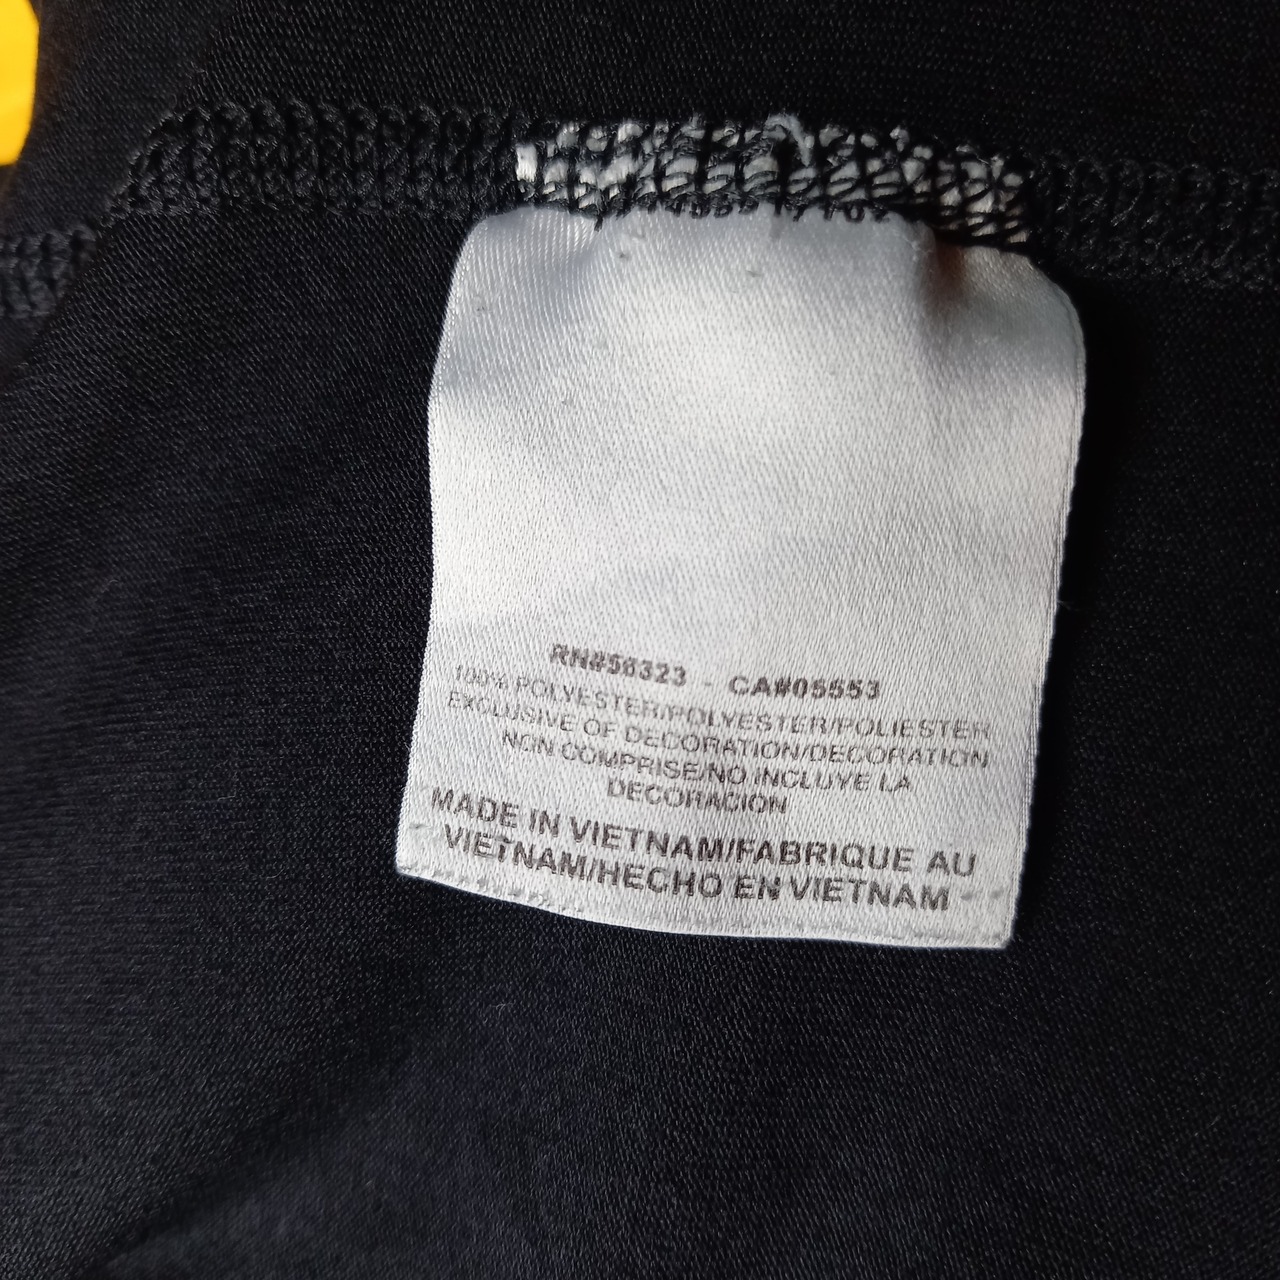 RN#56323 - CA#05553
100% POLYESTER/POLYESTER/POLIESTER
EXCLUSIVE OF DECORATION/DECORATION
NON COMPRISE/NO INCLUYE LA
DECORACION
MADE IN VIETNAM/FABRIQUE AU
VIETNAM/HECHO EN VIETNAM